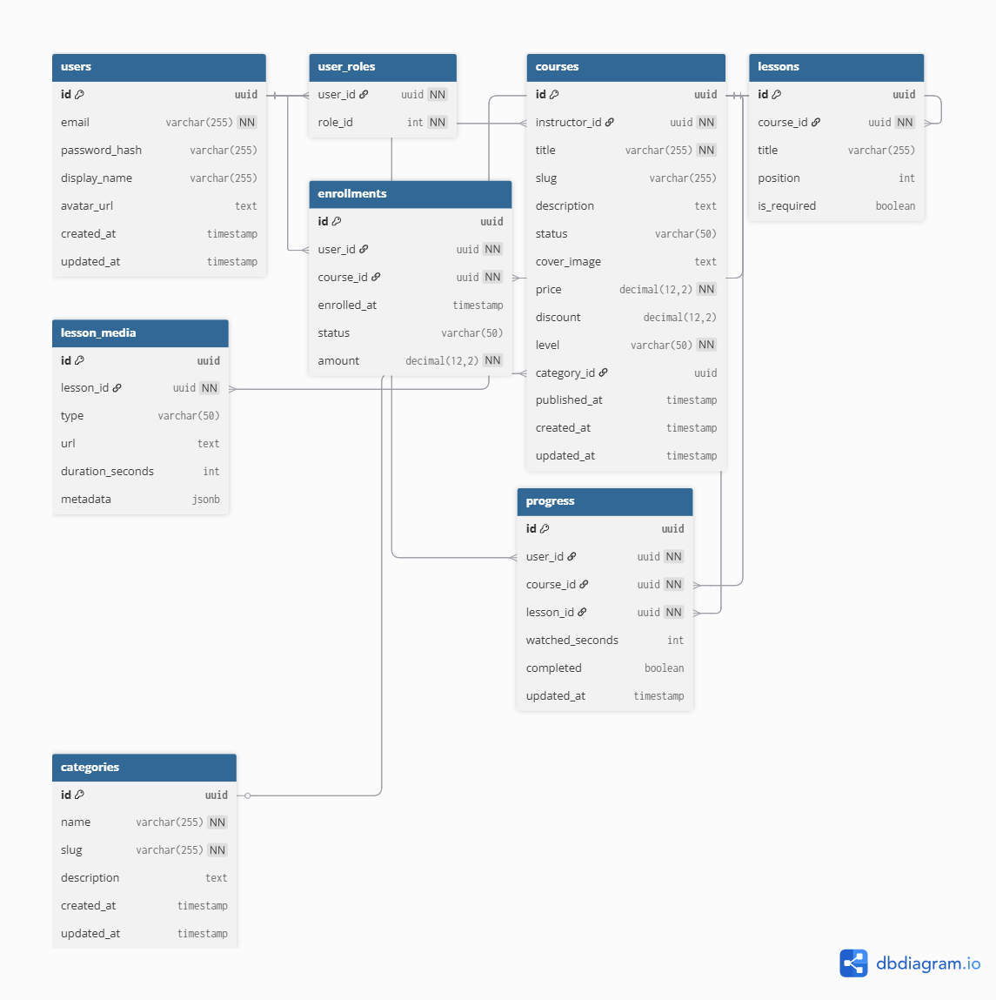 users
id uuid
email varchar(255) NN
password_hash varchar(255)
display_name varchar(255)
avatar_url text
created_at timestamp
updated_at timestamp
user_roles
user_id uuid NN
role_id int NN
courses
id uuid
instructor_id uuid NN
title varchar(255) NN
slug varchar(255)
description text
status varchar(50)
cover_image text
price decimal(12,2) NN
discount decimal(12,2)
level varchar(50) NN
category_id uuid
published_at timestamp
created_at timestamp
updated_at timestamp
lessons
id uuid
course_id uuid NN
title varchar(255)
position int
is_required boolean
enrollments
id uuid
user_id uuid NN
course_id uuid NN
enrolled_at timestamp
status varchar(50)
amount decimal(12,2) NN
lesson_media
id uuid
lesson_id uuid NN
type varchar(50)
url text
duration_seconds int
metadata jsonb
progress
id uuid
user_id uuid NN
course_id uuid NN
lesson_id uuid NN
watched_seconds int
completed boolean
updated_at timestamp
categories
id uuid
name varchar(255) NN
slug varchar(255) NN
description text
created_at timestamp
updated_at timestamp
dbdiagram.io